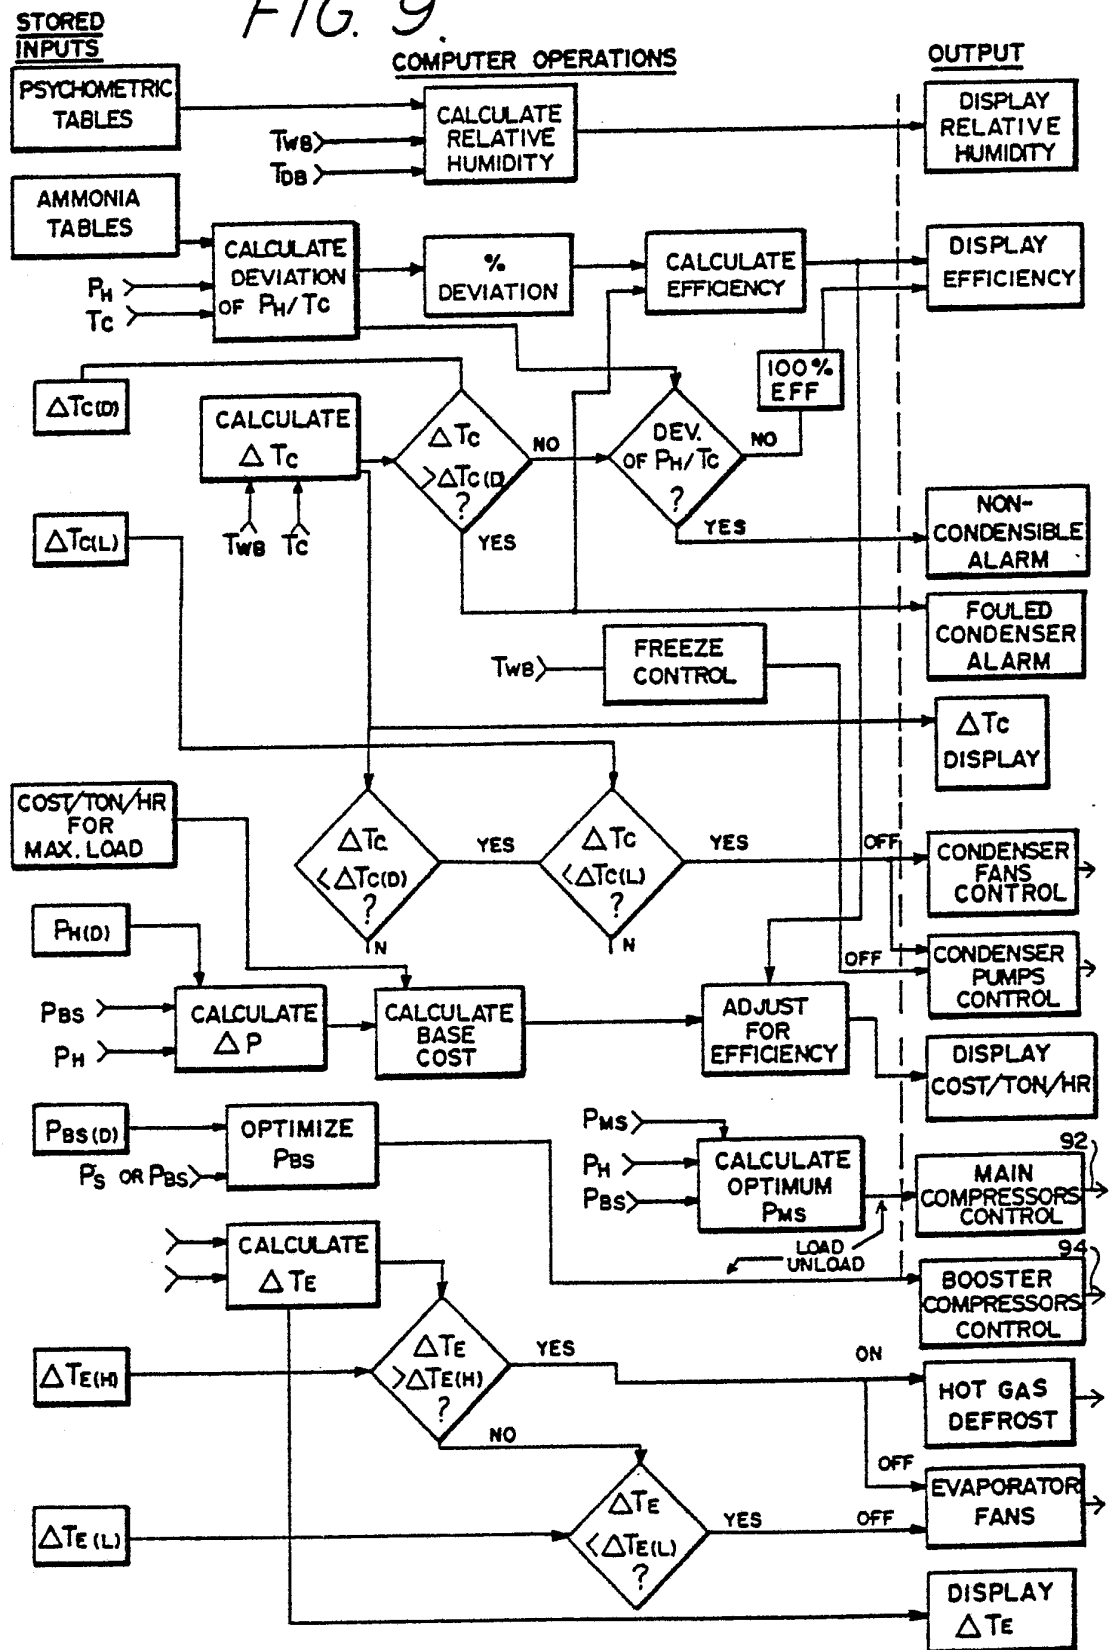 FIG. 9.
STORED
INPUTS
COMPUTER OPERATIONS
OUTPUT
PSYCHOMETRIC
TABLES
TWB
TDB
CALCULATE
RELATIVE
HUMIDITY
DISPLAY
RELATIVE
HUMIDITY
AMMONIA
TABLES
PH
TC
CALCULATE
DEVIATION
OF PH/TC
%
DEVIATION
CALCULATE
EFFICIENCY
DISPLAY
EFFICIENCY
100%
EFF
ΔTC(D)
CALCULATE
ΔTC
TWB TC
ΔTC
>ΔTC(D)
?
NO
YES
DEV.
OF PH/TC
?
NO
YES
NON-
CONDENSIBLE
ALARM
ΔTC(L)
FOULED
CONDENSER
ALARM
TWB
FREEZE
CONTROL
ΔTC
DISPLAY
COST/TON/HR
FOR
MAX. LOAD
ΔTC
<ΔTC(D)
?
N
YES
ΔTC
<ΔTC(L)
?
N
YES
OFF
CONDENSER
FANS
CONTROL
OFF
CONDENSER
PUMPS
CONTROL
PH(D)
PBS
PH
CALCULATE
ΔP
CALCULATE
BASE
COST
ADJUST
FOR
EFFICIENCY
DISPLAY
COST/TON/HR
PBS(D)
PS OR PBS
OPTIMIZE
PBS
PMS
PH
PBS
CALCULATE
OPTIMUM
PMS
LOAD
UNLOAD
92
MAIN
COMPRESSORS
CONTROL
94
BOOSTER
COMPRESSORS
CONTROL
CALCULATE
ΔTE
ΔTE(H)
ΔTE
>ΔTE(H)
?
YES
ON
NO
HOT GAS
DEFROST
OFF
EVAPORATOR
FANS
ΔTE(L)
ΔTE
<ΔTE(L)
?
YES
OFF
DISPLAY
ΔTE